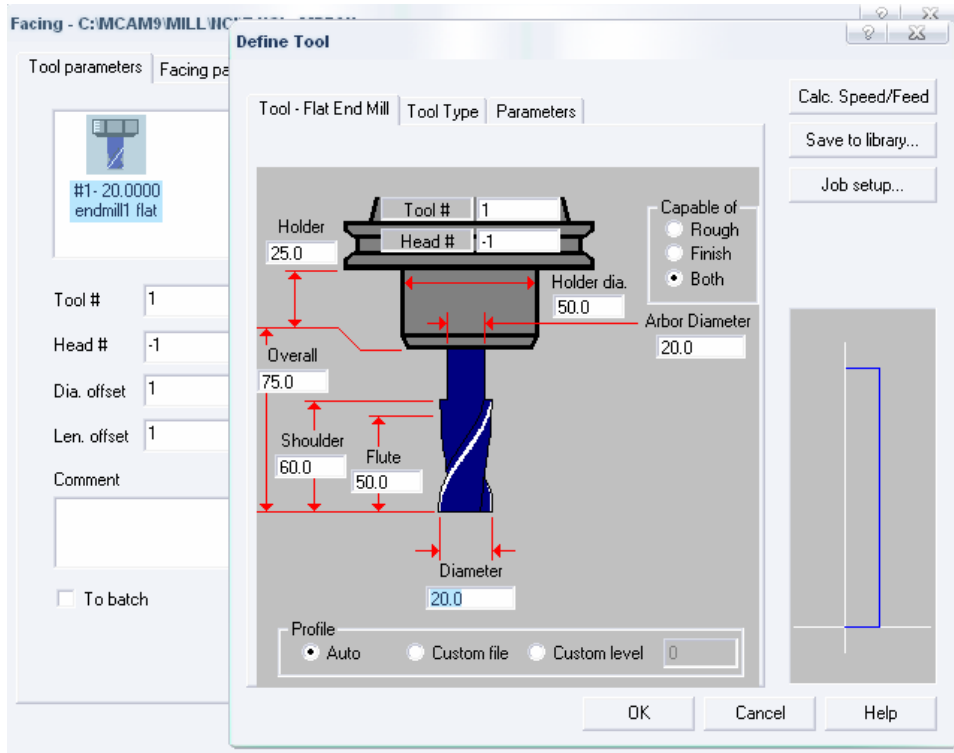 Facing - C:\MCAM9\MILL\NC
Define Tool
Tool parameters
Facing pa
#1- 20.0000
endmill1 flat
Tool # 1
Head # -1
Dia. offset 1
Len. offset 1
Comment
To batch
Tool - Flat End Mill
Tool Type
Parameters
Calc. Speed/Feed
Save to library...
Job setup...
Tool # 1
Head # -1
Capable of
Rough
Finish
Both
Holder
25.0
Holder dia.
50.0
Arbor Diameter
20.0
Overall
75.0
Shoulder
60.0
Flute
50.0
Diameter
20.0
Profile
Auto
Custom file
Custom level
0
OK
Cancel
Help